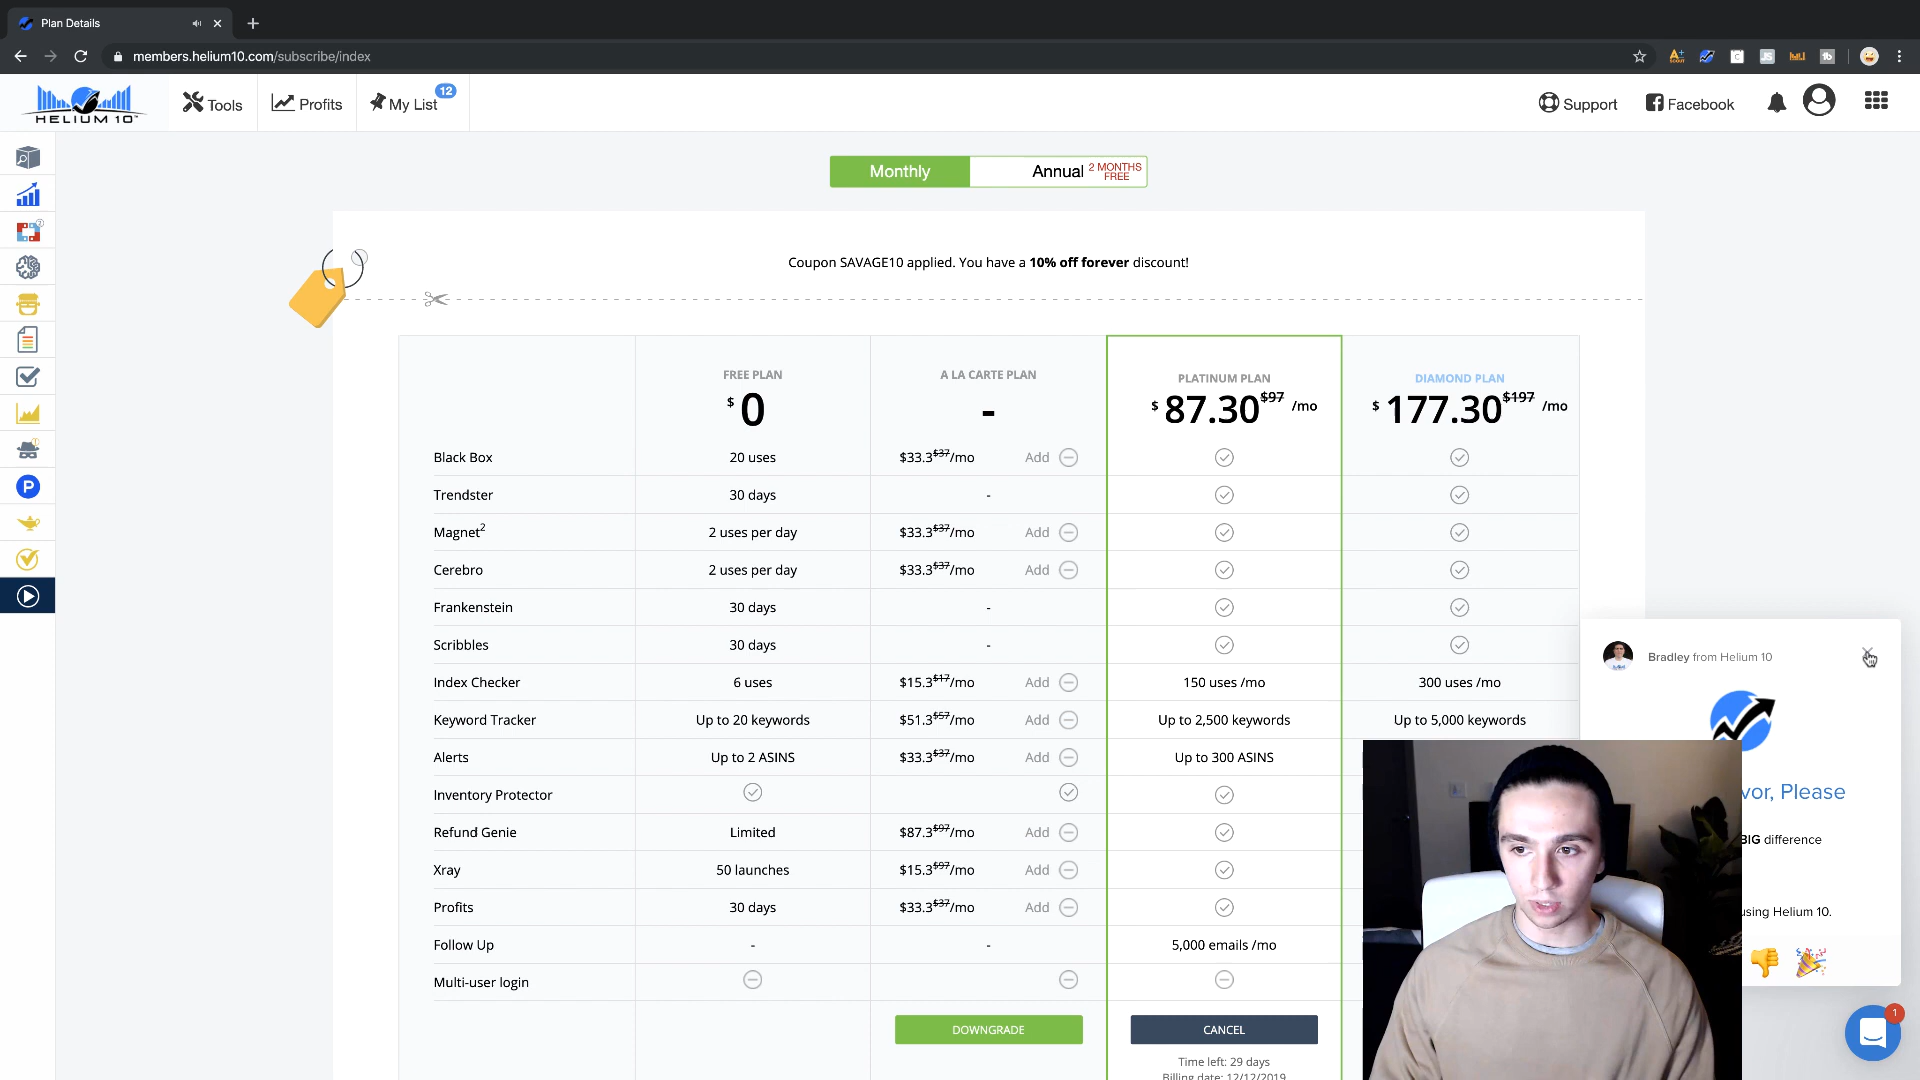 Plan Details
members.helium10.com/subscribe/index
HELIUM 10
Tools
Profits
My List
12
Support
Facebook
Monthly
Annual
2 MONTHS
FREE
Coupon SAVAGE10 applied. You have a 10% off forever discount!
FREE PLAN
A LA CARTE PLAN
PLATINUM PLAN
DIAMOND PLAN
$ 0
-
$ 87.30 $97 /mo
$ 177.30 $197 /mo
Black Box 20 uses $33.3$37/mo Add
Trendster 30 days -
Magnet2 2 uses per day $33.3$37/mo Add
Cerebro 2 uses per day $33.3$37/mo Add
Frankenstein 30 days -
Scribbles 30 days -
Index Checker 6 uses $15.3$17/mo Add 150 uses /mo 300 uses /mo
Keyword Tracker Up to 20 keywords $51.3$57/mo Add Up to 2,500 keywords Up to 5,000 keywords
Alerts Up to 2 ASINS $33.3$37/mo Add Up to 300 ASINS
Inventory Protector
Refund Genie Limited $87.3$97/mo Add
Xray 50 launches $15.3$97/mo Add
Profits 30 days $33.3$37/mo Add
Follow Up - - 5,000 emails /mo
Multi-user login
DOWNGRADE
CANCEL
Time left: 29 days
Billing date: 12/12/2019
Bradley from Helium 10
vor, Please
BIG difference
using Helium 10.
1